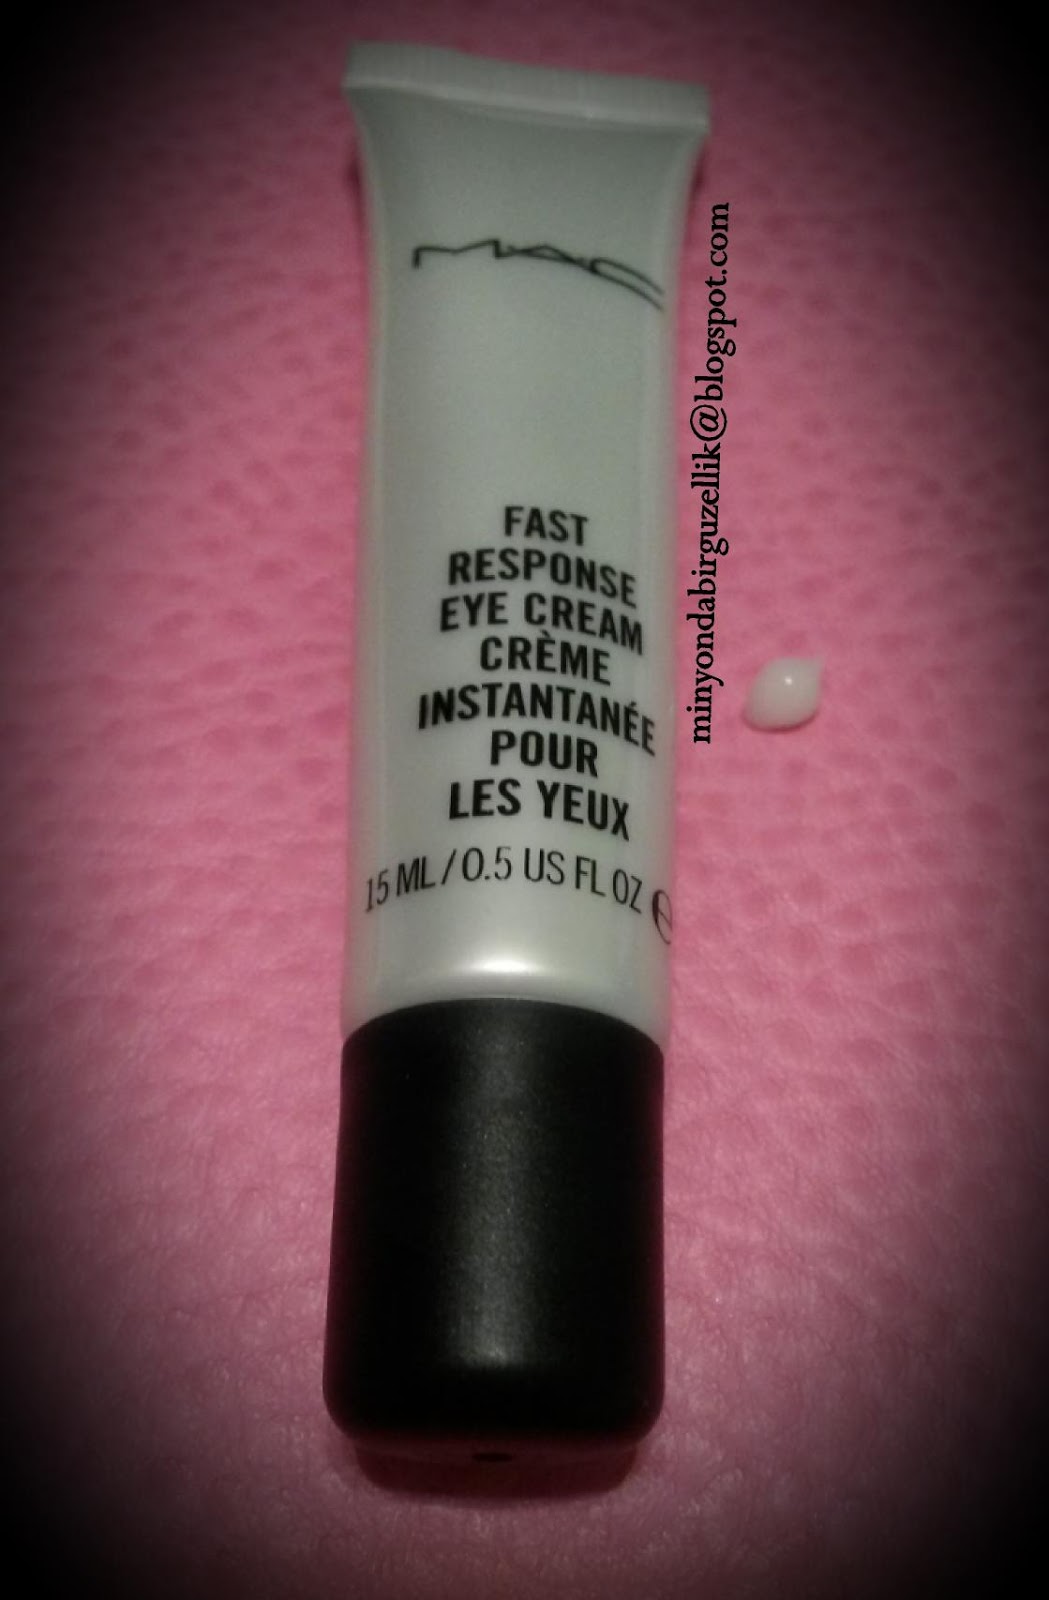 MAC
FAST
RESPONSE
EYE CREAM
CRÈME
INSTANTANÉE
POUR
LES YEUX
15 ML / 0.5 US FL OZ ℮
minyondabirguzellik@blogspot.com